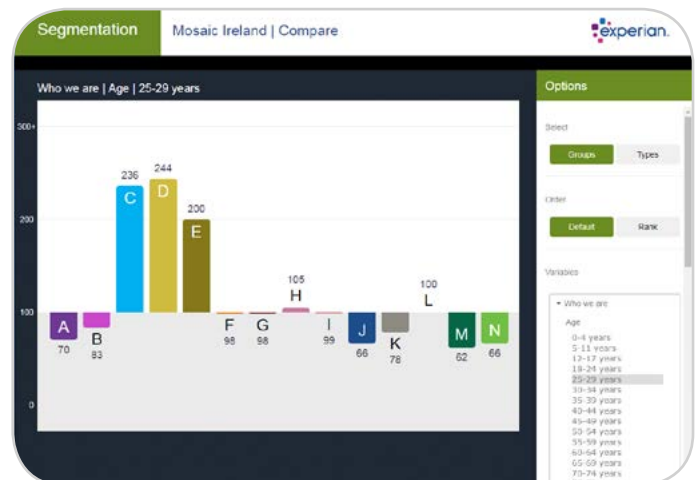 Segmentation
Mosaic Ireland | Compare
experian.
Who we are | Age | 25-29 years
300+
200
100
0
236
C
244
D
200
E
105
H
100
L
A
70
B
83
F
98
G
98
I
99
J
66
K
78
M
62
N
66
Options
Select
Groups Types
Order
Default Rank
Variables
Who we are
Age
0-4 years
5-11 years
12-17 years
18-24 years
25-29 years
30-34 years
35-39 years
40-44 years
45-49 years
50-54 years
55-59 years
60-64 years
65-69 years
70-74 years